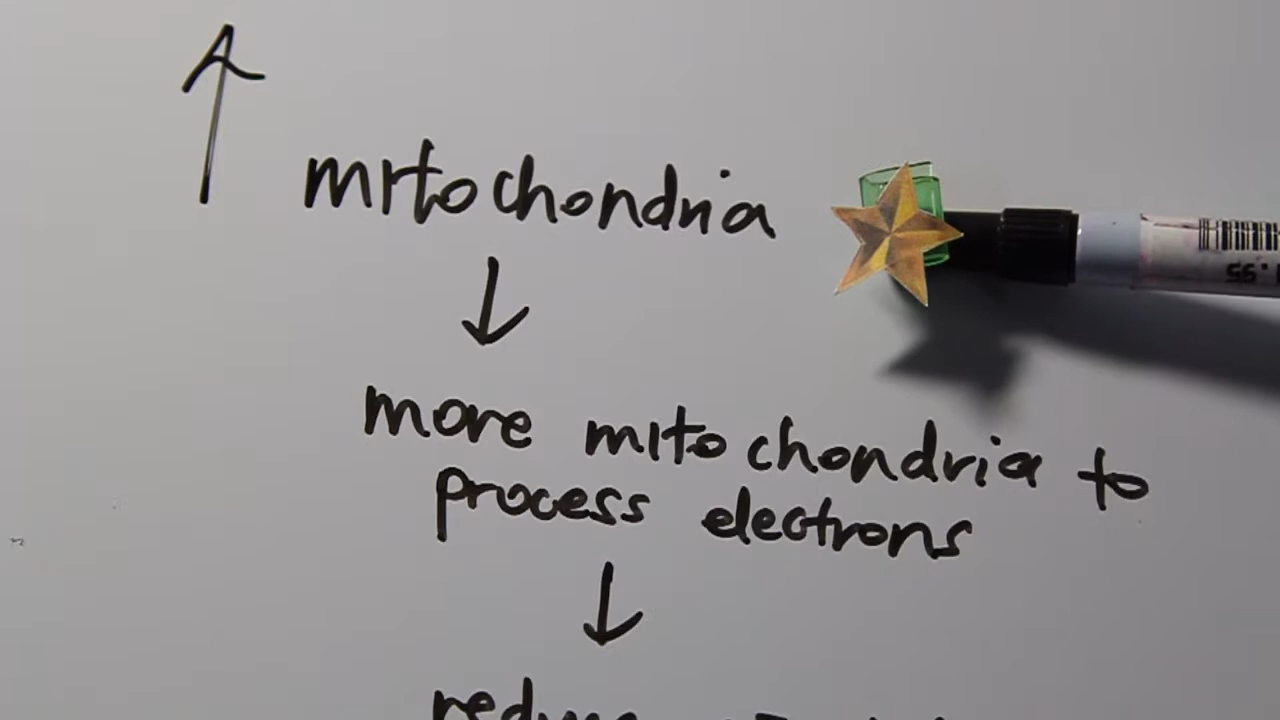 ↑ mitochondria
↓
more mitochondria to
process electrons
↓